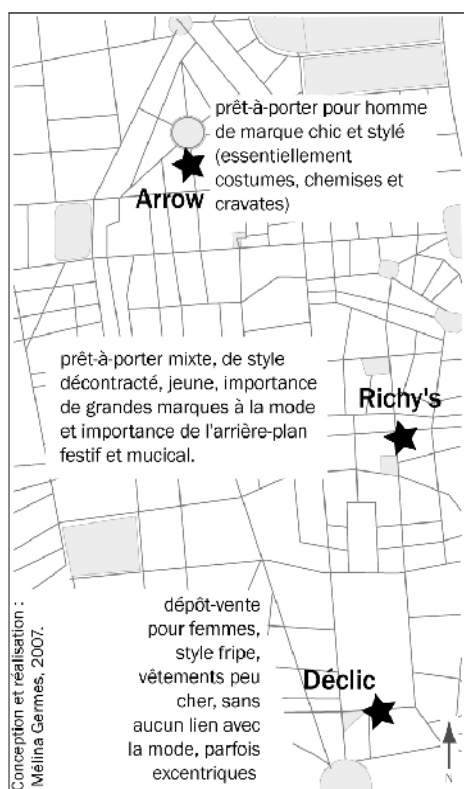 prêt-à-porter pour homme
de marque chic et stylé
(essentiellement
costumes, chemises et
cravates)
Arrow
prêt-à-porter mixte, de style
décontracté, jeune, importance
de grandes marques à la mode
et importance de l'arrière-plan
festif et mucical.
Richy's
dépôt-vente
pour femmes,
style fripe,
vêtements peu
cher, sans
aucun lien avec
la mode, parfois
excentriques
Déclic
N
Conception et réalisation :
Mélina Germes, 2007.